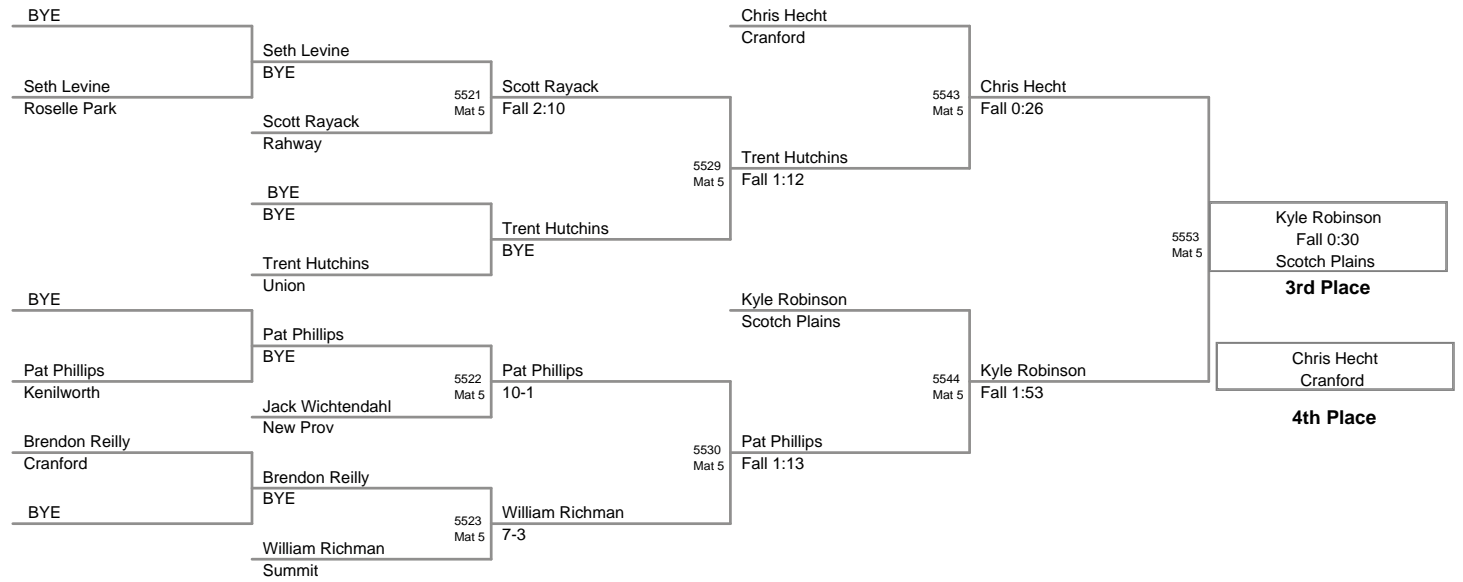 BYE
Seth Levine
Roselle Park
Seth Levine
BYE
Scott Rayack
Rahway
BYE
BYE
Trent Hutchins
Union
BYE
Pat Phillips
Kenilworth
Brendon Reilly
Cranford
BYE
Pat Phillips
BYE
Jack Wichtendahl
New Prov
Brendon Reilly
BYE
William Richman
Summit
5521
Mat 5
Scott Rayack
Fall 2:10
Trent Hutchins
BYE
5522
Mat 5
Pat Phillips
10-1
5523
Mat 5
William Richman
7-3
Chris Hecht
Cranford
5529
Mat 5
Trent Hutchins
Fall 1:12
Kyle Robinson
Scotch Plains
5530
Mat 5
Pat Phillips
Fall 1:13
5543
Mat 5
Chris Hecht
Fall 0:26
5544
Mat 5
Kyle Robinson
Fall 1:53
5553
Mat 5
Kyle Robinson
Fall 0:30
Scotch Plains
3rd Place
Chris Hecht
Cranford
4th Place